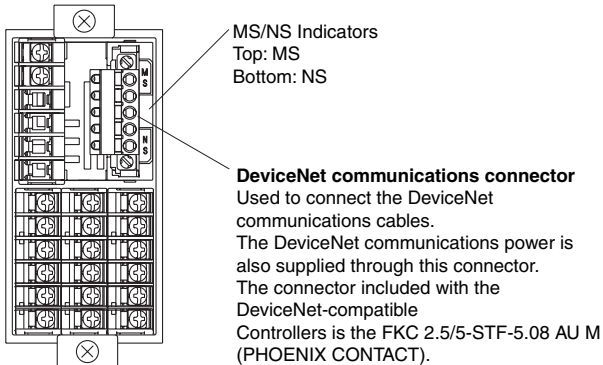 MS/NS Indicators
Top: MS
Bottom: NS
M
S
N
S
DeviceNet communications connector
Used to connect the DeviceNet
communications cables.
The DeviceNet communications power is
also supplied through this connector.
The connector included with the
DeviceNet-compatible
Controllers is the FKC 2.5/5-STF-5.08 AU M
(PHOENIX CONTACT).